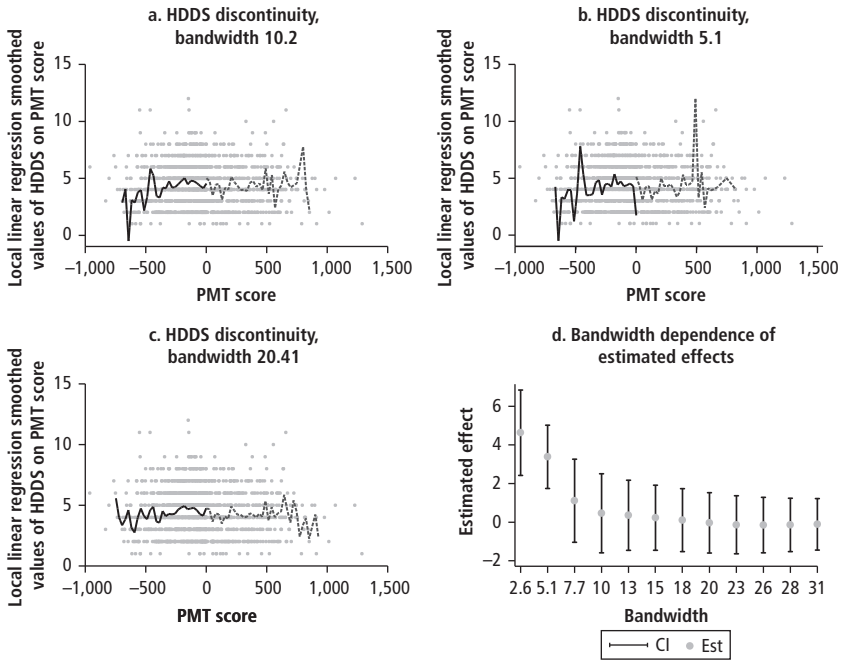 a. HDDS discontinuity,
bandwidth 10.2
Local linear regression smoothed
values of HDDS on PMT score
15
10
5
0
−1,000 −500 0 500 1,000 1,500
PMT score
b. HDDS discontinuity,
bandwidth 5.1
Local linear regression smoothed
values of HDDS on PMT score
15
10
5
0
−1,000 −500 0 500 1,000 1,500
PMT score
c. HDDS discontinuity,
bandwidth 20.41
Local linear regression smoothed
values of HDDS on PMT score
15
10
5
0
−1,000 −500 0 500 1,000 1,500
PMT score
d. Bandwidth dependence of
estimated effects
Estimated effect
6
4
2
0
−2
2.6 5.1 7.7 10 13 15 18 20 23 26 28 31
Bandwidth
CI Est